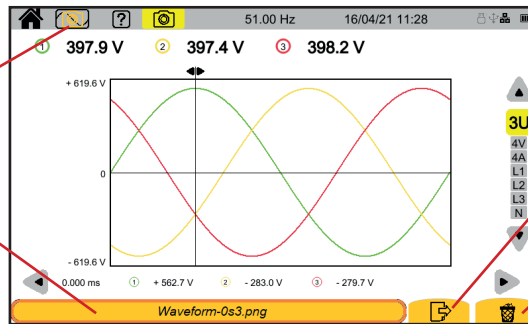 ? 51.00 Hz 16/04/21 11:28
1 397.9 V 2 397.4 V 3 398.2 V
+ 619.6 V
0
- 619.6 V
3U
4V
4A
L1
L2
L3
N
0.000 ms 1 + 562.7 V 2 - 283.0 V 3 - 279.7 V
Waveform-0s3.png